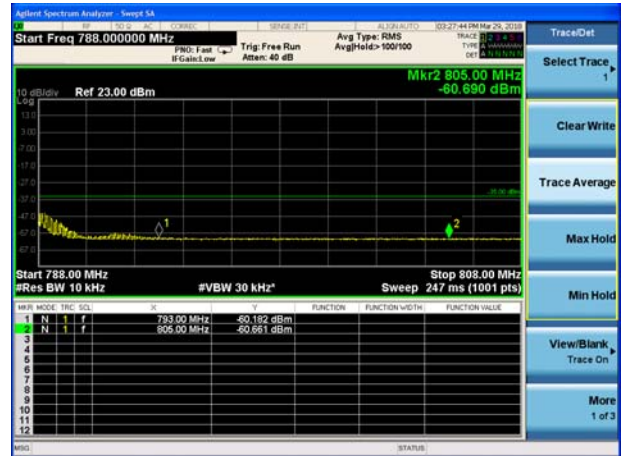 Agilent Spectrum Analyzer - Swept SA
RF 50 Ω AC CORREC SENSE:INT ALIGN AUTO 03:27:44 PM Mar 29, 2018
Start Freq 788.000000 MHz
PNO: Fast Trig: Free Run Avg Type: RMS TRACE 1 2 3 4 5 6
IFGain:Low Atten: 40 dB Avg|Hold:>100/100 TYPE A
DET A N N N N N
Mkr2 805.00 MHz
-60.690 dBm
10 dB/div Ref 23.00 dBm
Log
13.0
3.00
-7.00
-17.0
-27.0
-35.00 dBm
-37.0
-47.0
-57.0
-67.0
1
2
Start 788.00 MHz Stop 808.00 MHz
#Res BW 10 kHz #VBW 30 kHz* Sweep 247 ms (1001 pts)
MKR MODE TRC SCL X Y FUNCTION FUNCTION WIDTH FUNCTION VALUE
1 N 1 f 793.00 MHz -60.182 dBm
2 N 1 f 805.00 MHz -60.661 dBm
3
4
5
6
7
8
9
10
11
12
MSG STATUS
Trace/Det
Select Trace
1
Clear Write
Trace Average
Max Hold
Min Hold
View/Blank
Trace On
More
1 of 3